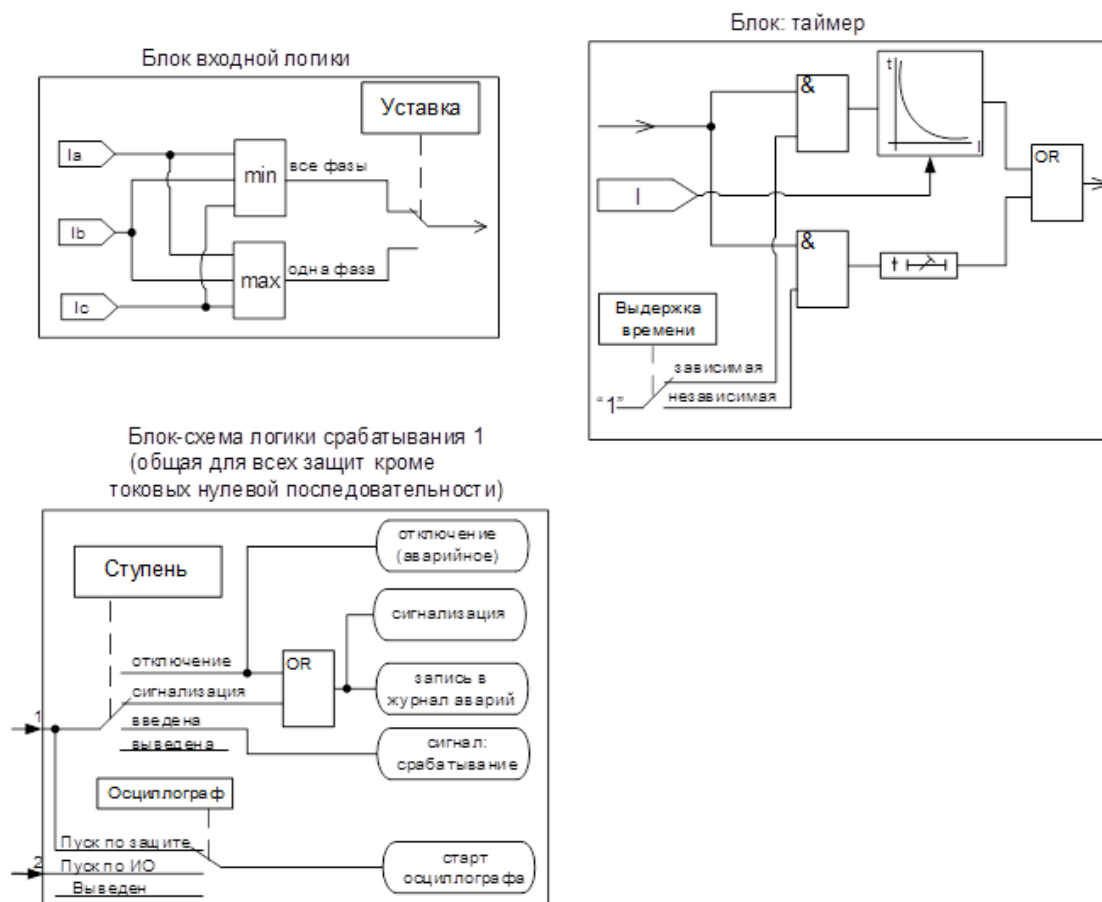 Блок входной логики
Уставка
Ia
Ib
Ic
min
max
все фазы
одна фаза
Блок: таймер
&
t
I
I
OR
&
t
Выдержка
времени
зависимая
независимая
“1”
Блок-схема логики срабатывания 1
(общая для всех защит кроме
токовых нулевой последовательности)
Ступень
отключение
(аварийное)
сигнализация
отключение
OR
сигнализация
запись в
журнал аварий
1
введена
выведена
сигнал:
срабатывание
Осциллограф
Пуск по защите
2
Пуск по ИО
Выведен
старт
осциллографа